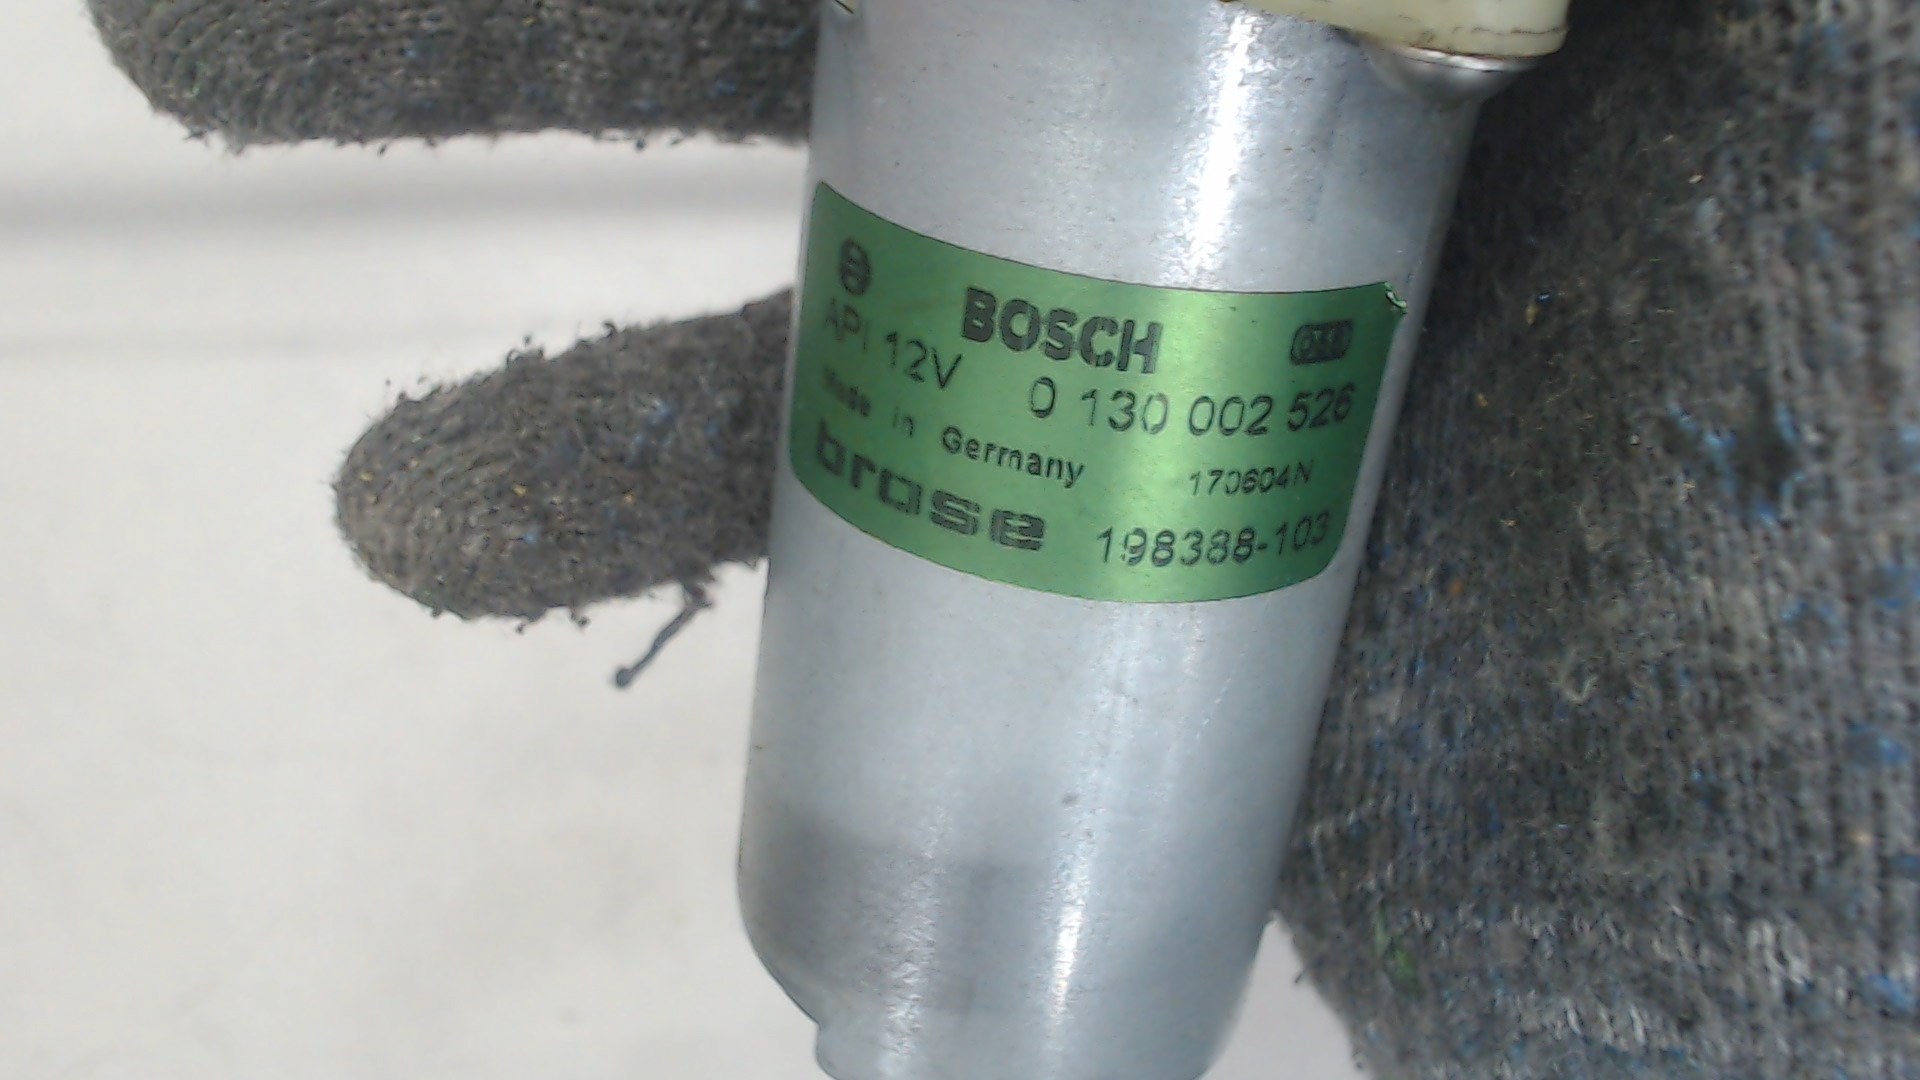 BOSCH
API 12V 0 130 002 526
Made in Germany 170604N
brose 198388-103